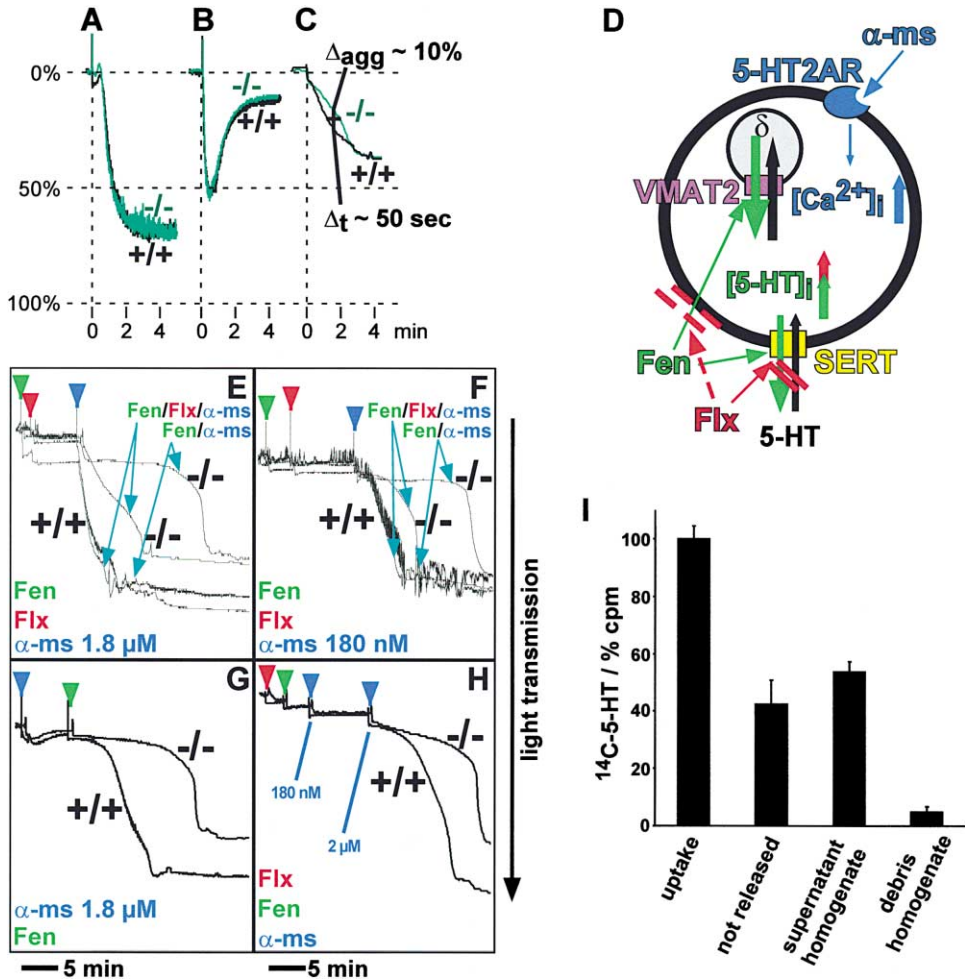 A
B
C
0%
50%
100%
-/-
+/+
-/-
+/+
Δagg ~ 10%
-/-
+/+
Δt ~ 50 sec
0 2 4 0 2 4 0 2 4 min
D
α-ms
5-HT2AR
δ
VMAT2
[Ca2+]i
[5-HT]i
Fen
SERT
Flx
5-HT
E
Fen/Flx/α-ms
Fen/α-ms
-/-
+/+
-/-
Fen
Flx
α-ms 1.8 µM
F
Fen/Flx/α-ms
Fen/α-ms
-/-
+/+
-/-
Fen
Flx
α-ms 180 nM
G
-/-
+/+
α-ms 1.8 µM
Fen
5 min
H
-/-
+/+
180 nM
2 µM
Flx
Fen
α-ms
5 min
light transmission
I
14C-5-HT / % cpm
100
80
60
40
20
0
uptake
not released
supernatant
homogenate
debris
homogenate